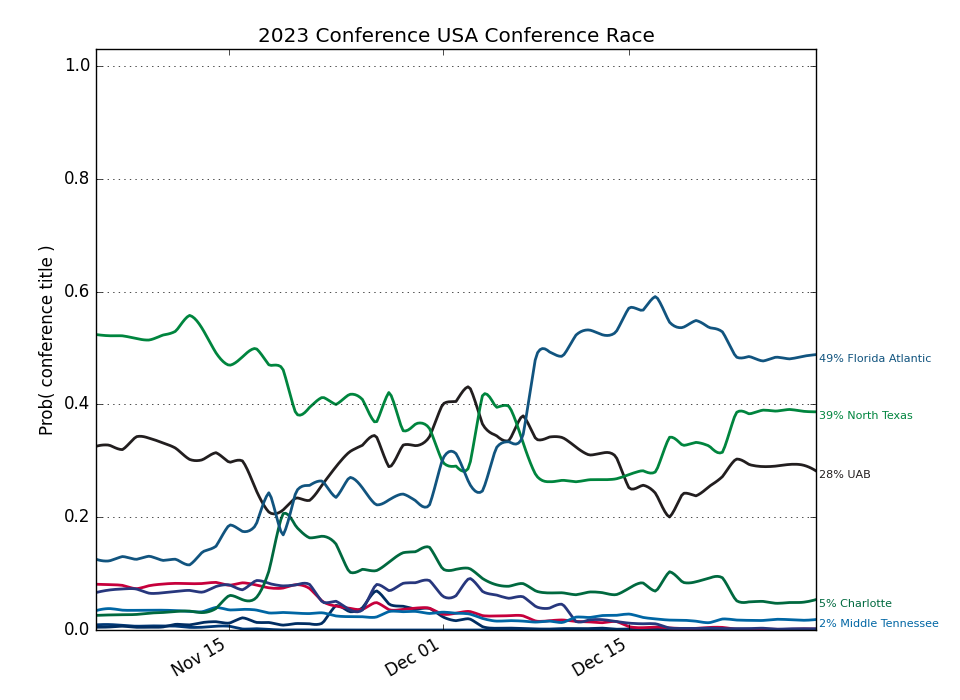 2023 Conference USA Conference Race
Prob( conference title )
1.0
0.8
0.6
0.4
0.2
0.0
Nov 15
Dec 01
Dec 15
49% Florida Atlantic
39% North Texas
28% UAB
5% Charlotte
2% Middle Tennessee